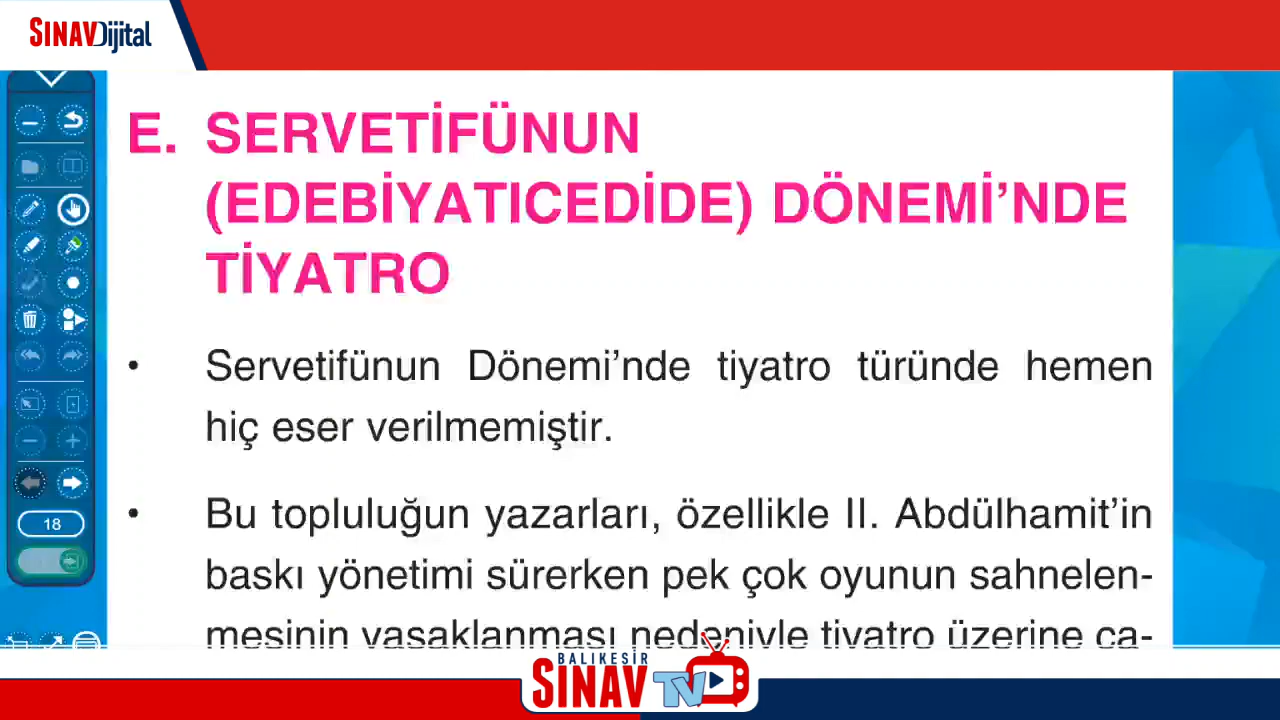 SINAVDijital
E. SERVETİFÜNUN
(EDEBİYATICEDİDE) DÖNEMİ’NDE
TİYATRO
• Servetifünun Dönemi’nde tiyatro türünde hemen
hiç eser verilmemiştir.
• Bu topluluğun yazarları, özellikle II. Abdülhamit’in
baskı yönetimi sürerken pek çok oyunun sahnelen-
mesinin yasaklanması nedeniyle tiyatro üzerine ça-
18
BALIKESİR
SINAV TV